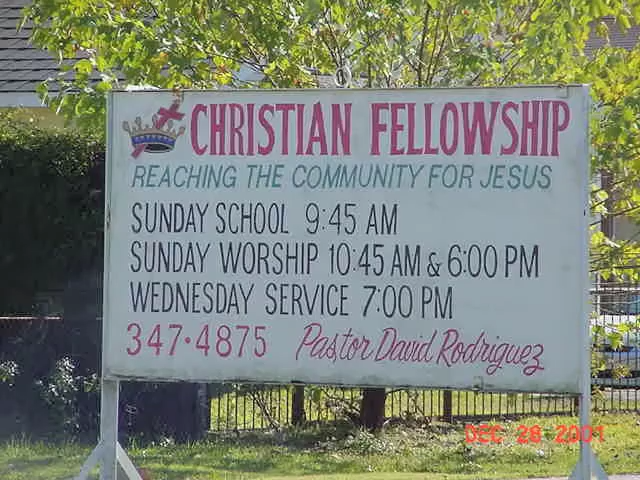 CHRISTIAN FELLOWSHIP
REACHING THE COMMUNITY FOR JESUS
SUNDAY SCHOOL 9:45 AM
SUNDAY WORSHIP 10:45 AM & 6:00 PM
WEDNESDAY SERVICE 7:00 PM
347·4875 Pastor David Rodriguez
DEC 28 2001